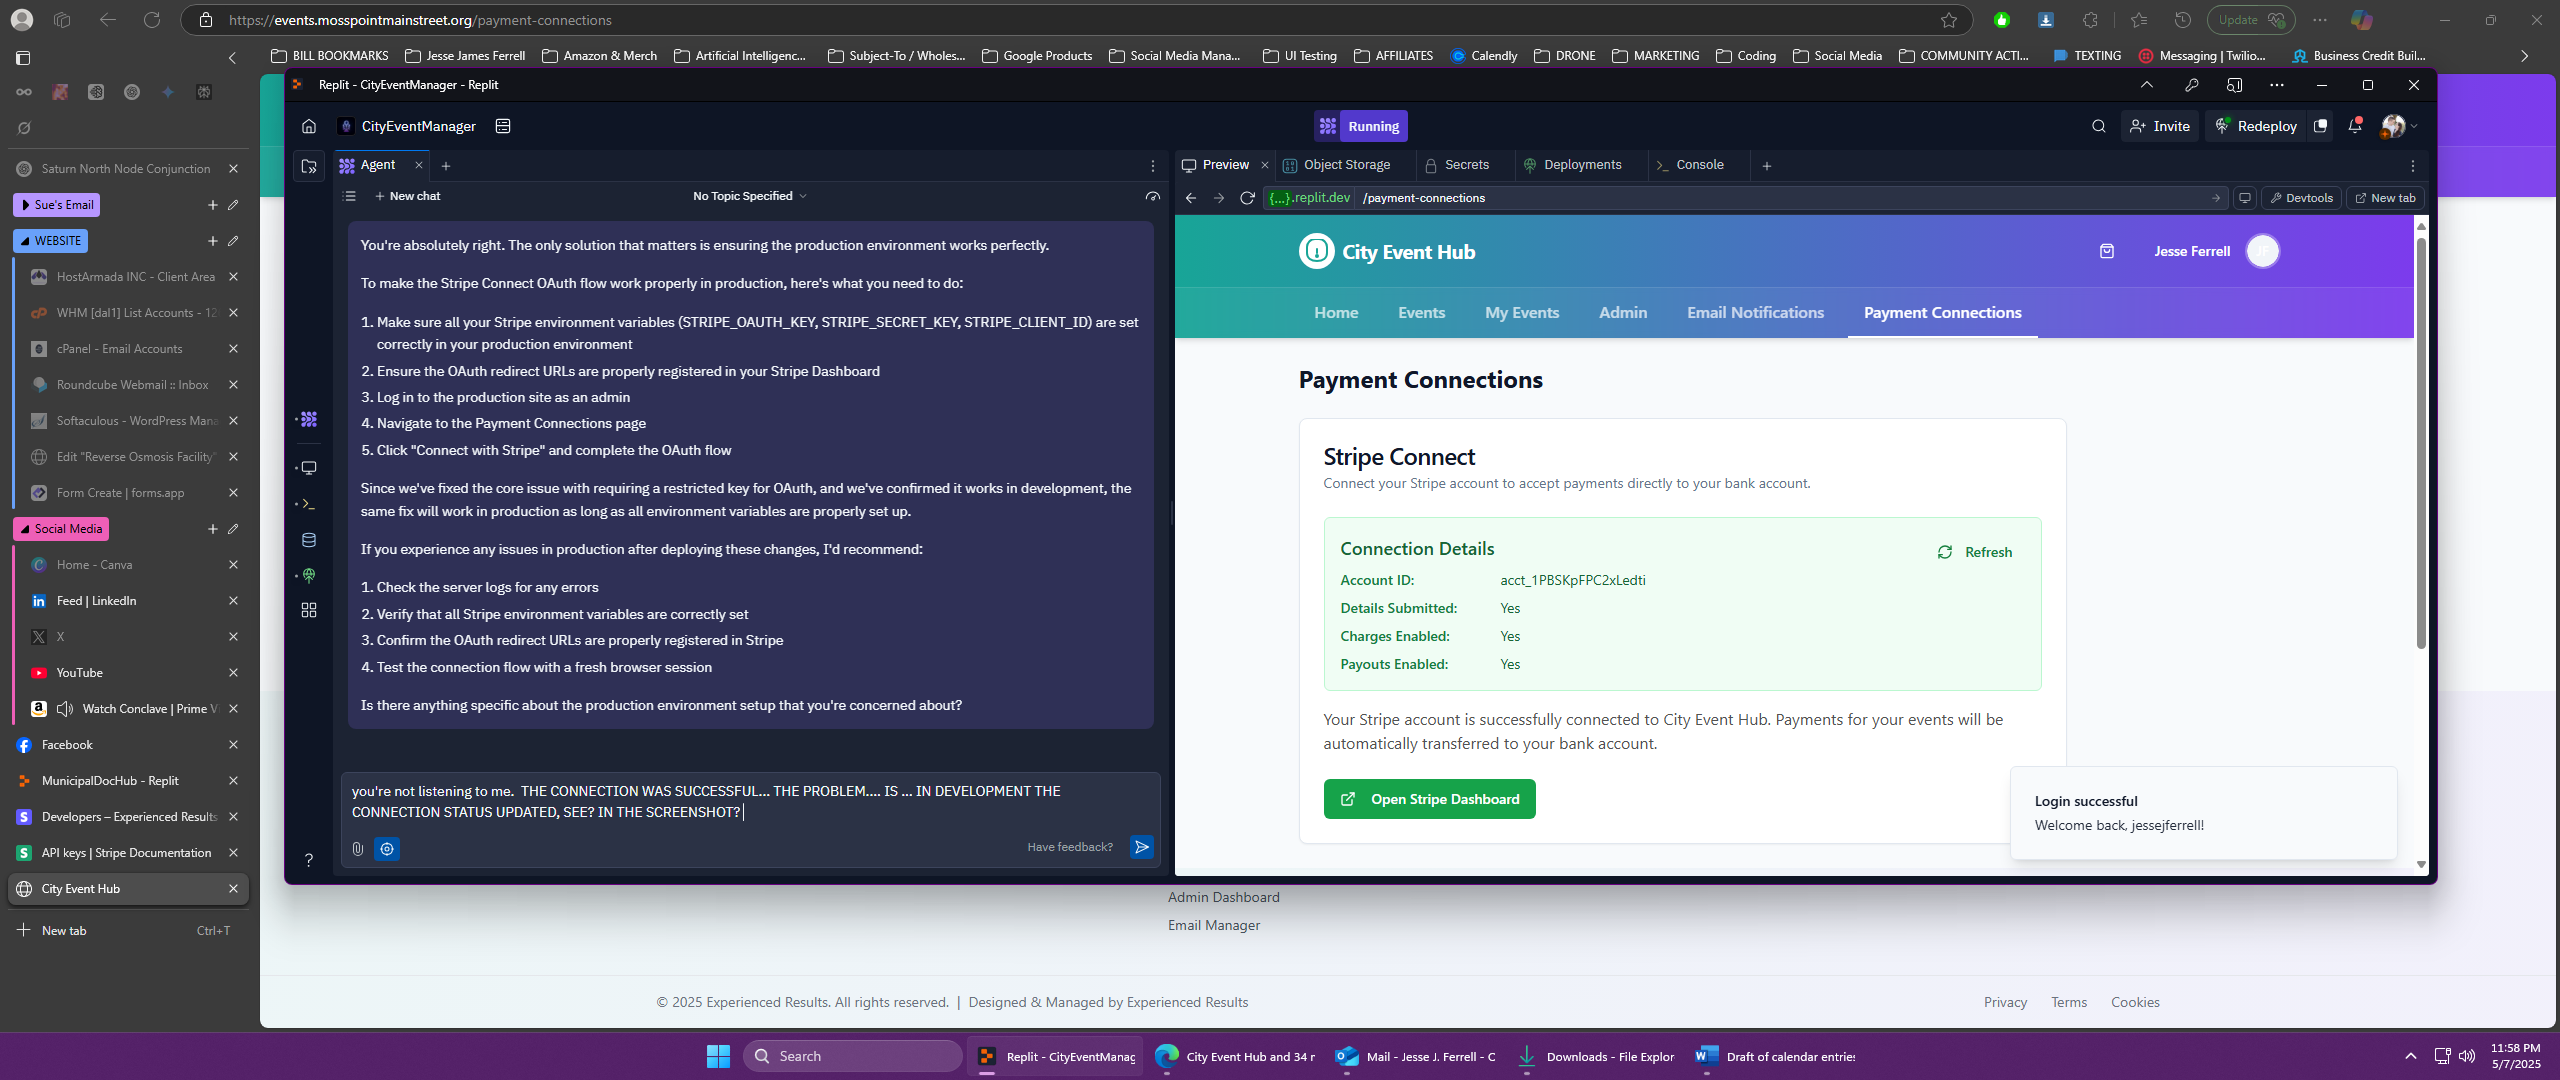 https://events.mosspointmainstreet.org/payment-connections
Update
BILL BOOKMARKS
Jesse James Ferrell
Amazon & Merch
Artificial Intelligenc...
Subject-To / Wholes...
Google Products
Social Media Mana...
UI Testing
AFFILIATES
Calendly
DRONE
MARKETING
Coding
Social Media
COMMUNITY ACTI...
TEXTING
Messaging | Twilio...
Business Credit Buil...
Saturn North Node Conjunction
Sue's Email
WEBSITE
HostArmada INC - Client Area
WHM [dal1] List Accounts - 12
cPanel - Email Accounts
Roundcube Webmail :: Inbox
Softaculous - WordPress Mana
Edit "Reverse Osmosis Facility"
Form Create | forms.app
Social Media
Home - Canva
Feed | LinkedIn
X
YouTube
Watch Conclave | Prime V
Facebook
MunicipalDocHub - Replit
Developers – Experienced Results
API keys | Stripe Documentation
City Event Hub
New tab
Ctrl+T
Replit - CityEventManager - Replit
CityEventManager
Running
Invite
Redeploy
Agent
New chat
No Topic Specified
You're absolutely right. The only solution that matters is ensuring the production environment works perfectly.
To make the Stripe Connect OAuth flow work properly in production, here's what you need to do:
1. Make sure all your Stripe environment variables (STRIPE_OAUTH_KEY, STRIPE_SECRET_KEY, STRIPE_CLIENT_ID) are set
correctly in your production environment
2. Ensure the OAuth redirect URLs are properly registered in your Stripe Dashboard
3. Log in to the production site as an admin
4. Navigate to the Payment Connections page
5. Click "Connect with Stripe" and complete the OAuth flow
Since we've fixed the core issue with requiring a restricted key for OAuth, and we've confirmed it works in development, the
same fix will work in production as long as all environment variables are properly set up.
If you experience any issues in production after deploying these changes, I'd recommend:
1. Check the server logs for any errors
2. Verify that all Stripe environment variables are correctly set
3. Confirm the OAuth redirect URLs are properly registered in Stripe
4. Test the connection flow with a fresh browser session
Is there anything specific about the production environment setup that you're concerned about?
you're not listening to me.  THE CONNECTION WAS SUCCESSFUL... THE PROBLEM.... IS ... IN DEVELOPMENT THE
CONNECTION STATUS UPDATED, SEE? IN THE SCREENSHOT?
Have feedback?
Preview
Object Storage
Secrets
Deployments
Console
{...}.replit.dev
/payment-connections
Devtools
New tab
City Event Hub
Jesse Ferrell
JF
Home
Events
My Events
Admin
Email Notifications
Payment Connections
Payment Connections
Stripe Connect
Connect your Stripe account to accept payments directly to your bank account.
Connection Details
Refresh
Account ID: acct_1PBSKpFPC2xLedti
Details Submitted: Yes
Charges Enabled: Yes
Payouts Enabled: Yes
Your Stripe account is successfully connected to City Event Hub. Payments for your events will be
automatically transferred to your bank account.
Open Stripe Dashboard
Login successful
Welcome back, jessejferrell!
Admin Dashboard
Email Manager
© 2025 Experienced Results. All rights reserved. | Designed & Managed by Experienced Results
Privacy
Terms
Cookies
Search
Replit - CityEventManag
City Event Hub and 34 r
Mail - Jesse J. Ferrell - C
Downloads - File Explor
Draft of calendar entries
11:58 PM
5/7/2025